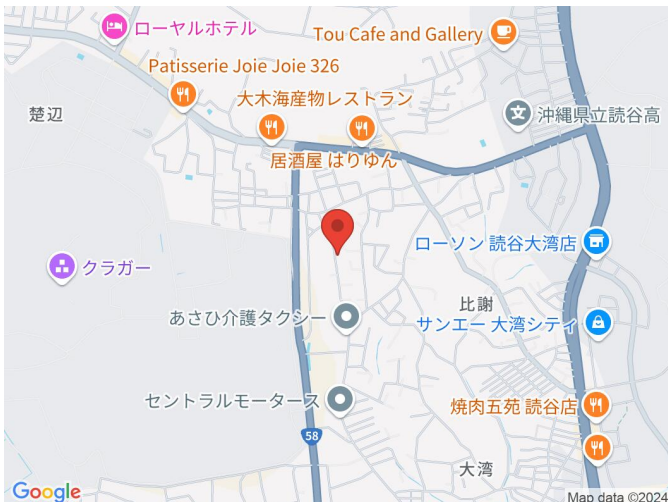 ローヤルホテル
Tou Cafe and Gallery
Patisserie Joie Joie 326
大木海産物レストラン
楚辺
沖縄県立読谷高
居酒屋 はりゆん
ローソン 読谷大湾店
クラガー
比謝
あさひ介護タクシー
サンエー 大湾シティ
セントラルモータース
焼肉五苑 読谷店
58
大湾
Google
Map data ©2024